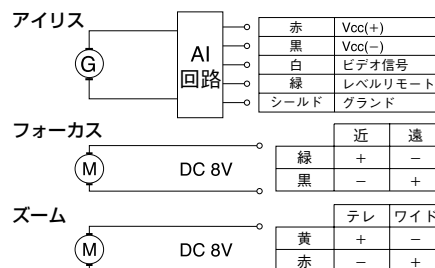 アイリス
G
AI
回路
赤 Vcc(+)
黒 Vcc(−)
白 ビデオ信号
緑 レベルリモート
シールド グランド
フォーカス
M
DC 8V
近 遠
緑 + −
黒 − +
ズーム
M
DC 8V
テレ ワイド
黄 + −
赤 − +